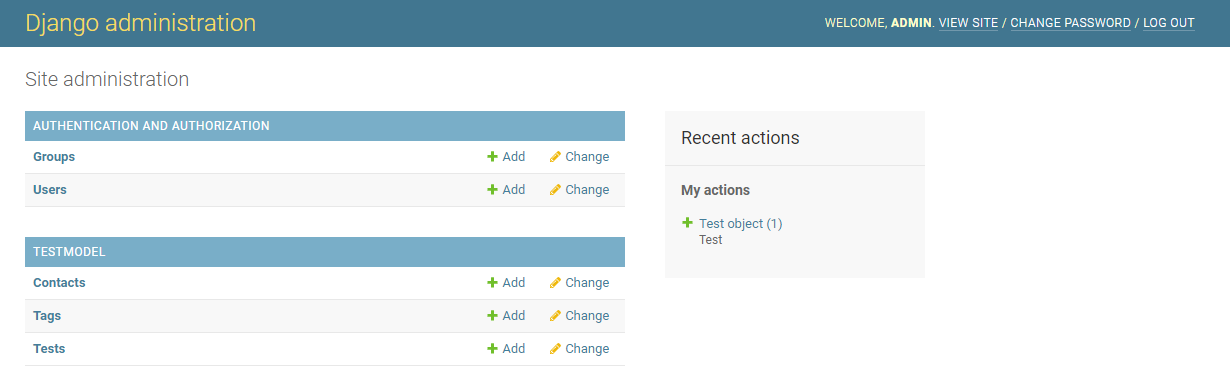 Django administration
WELCOME, ADMIN. VIEW SITE / CHANGE PASSWORD / LOG OUT
Site administration
AUTHENTICATION AND AUTHORIZATION
Groups Add Change
Users Add Change
TESTMODEL
Contacts Add Change
Tags Add Change
Tests Add Change
Recent actions
My actions
Test object (1)
Test